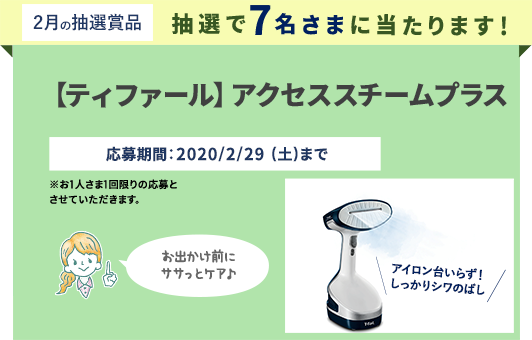 2月の抽選賞品
抽選で7名さまに当たります！
【ティファール】アクセススチームプラス
応募期間：2020/2/29（土）まで
※お1人さま1回限りの応募と
させていただきます。
お出かけ前に
ササっとケア♪
アイロン台いらず！
しっかりシワのばし
T-fal